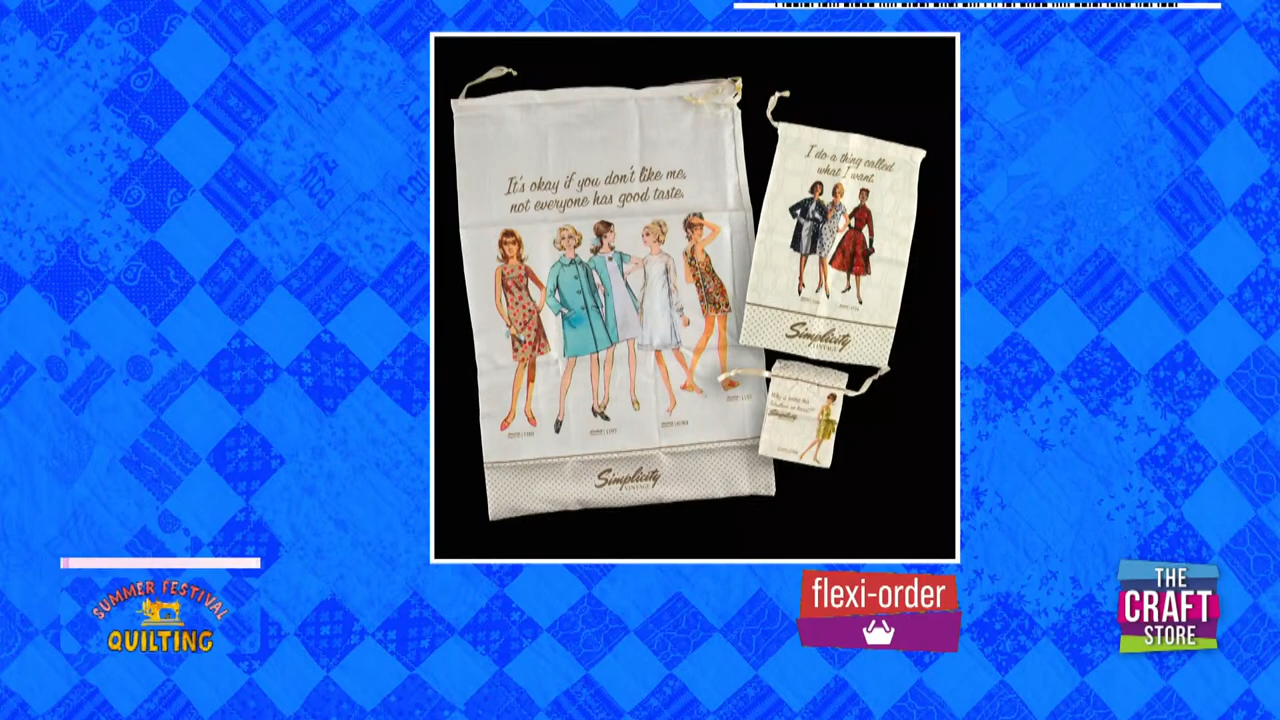 It's okay if you don't like me,
not everyone has good taste.
Simplicity
VINTAGE
I do a thing called
what I want.
Simplicity
VINTAGE
Simplicity
SUMMER FESTIVAL
QUILTING
flexi-order
THE
CRAFT
STORE